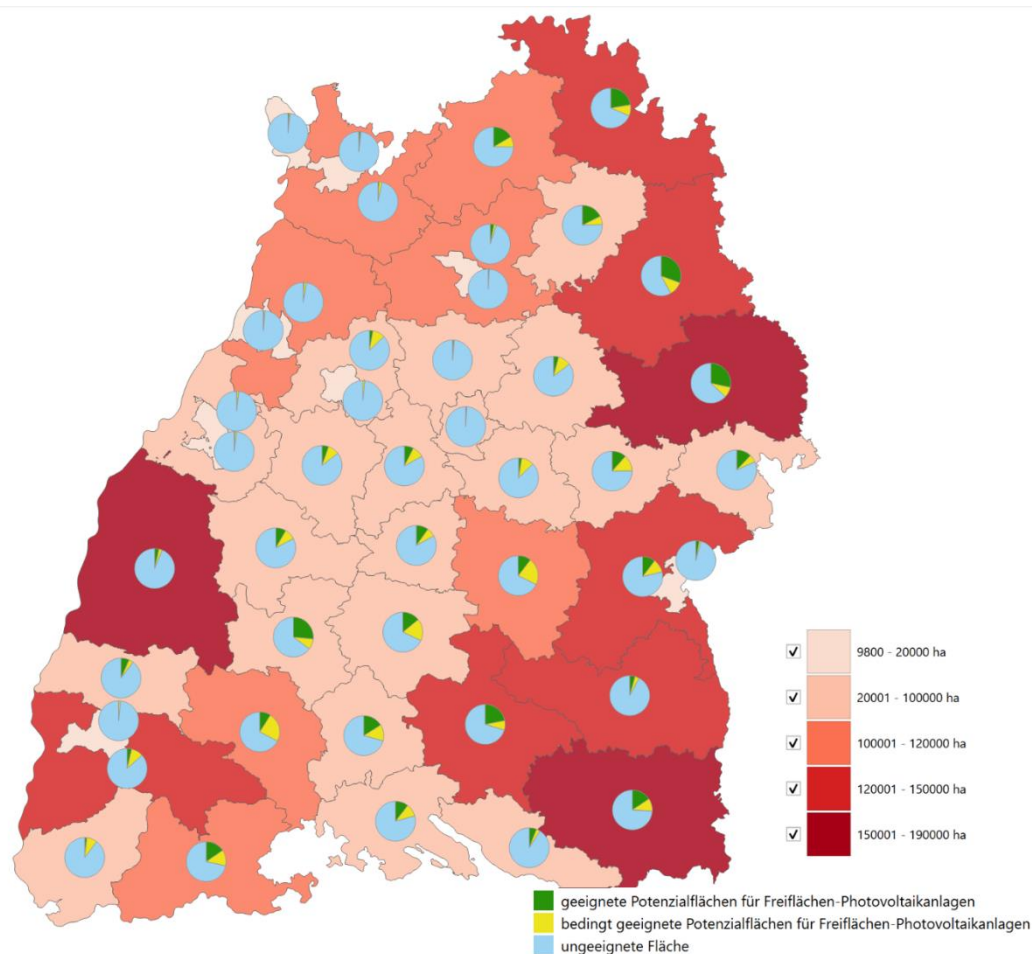 9800 - 20000 ha
20001 - 100000 ha
100001 - 120000 ha
120001 - 150000 ha
150001 - 190000 ha
geeignete Potenzialflächen für Freiflächen-Photovoltaikanlagen
bedingt geeignete Potenzialflächen für Freiflächen-Photovoltaikanlagen
ungeeignete Fläche